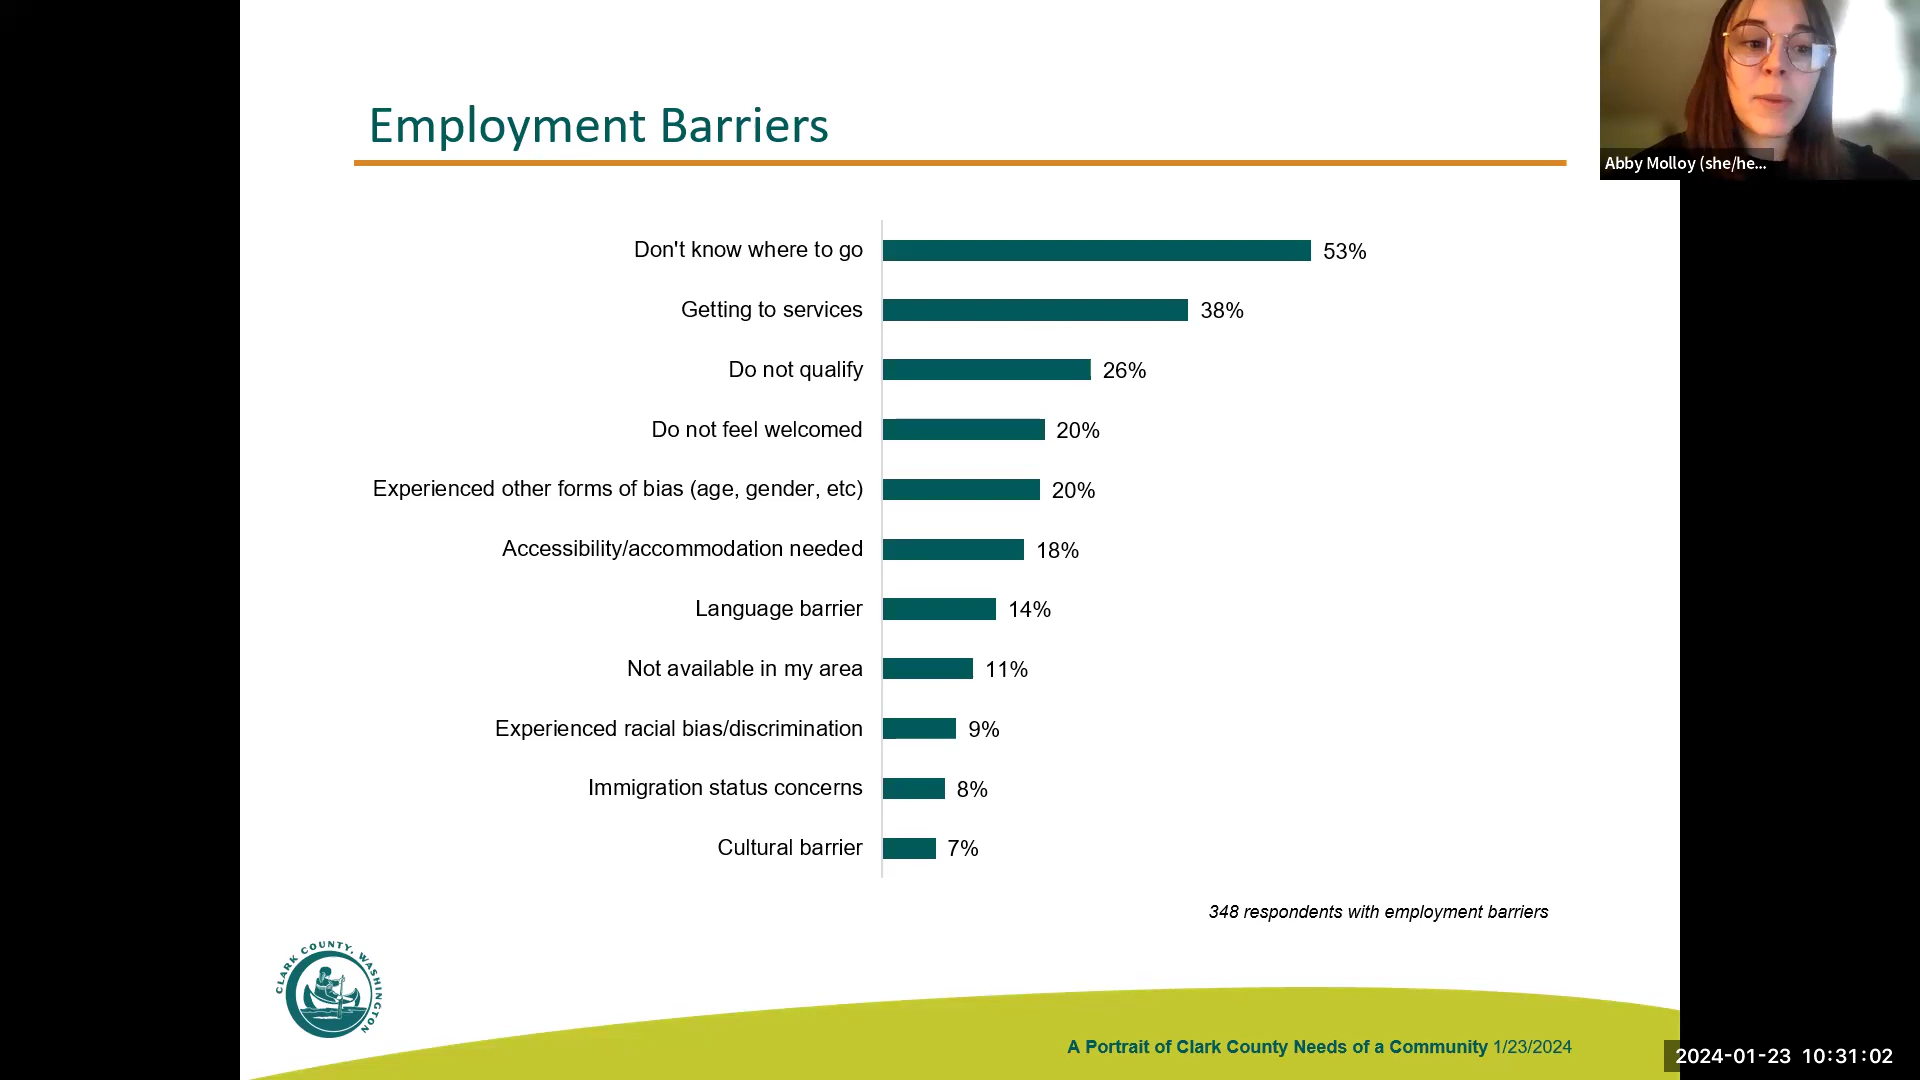 Employment Barriers
Abby Molloy (she/he...
Don't know where to go 53%
Getting to services 38%
Do not qualify 26%
Do not feel welcomed 20%
Experienced other forms of bias (age, gender, etc) 20%
Accessibility/accommodation needed 18%
Language barrier 14%
Not available in my area 11%
Experienced racial bias/discrimination 9%
Immigration status concerns 8%
Cultural barrier 7%
348 respondents with employment barriers
CLARK COUNTY, WASHINGTON
A Portrait of Clark County Needs of a Community 1/23/2024
2024-01-23 10:31:02